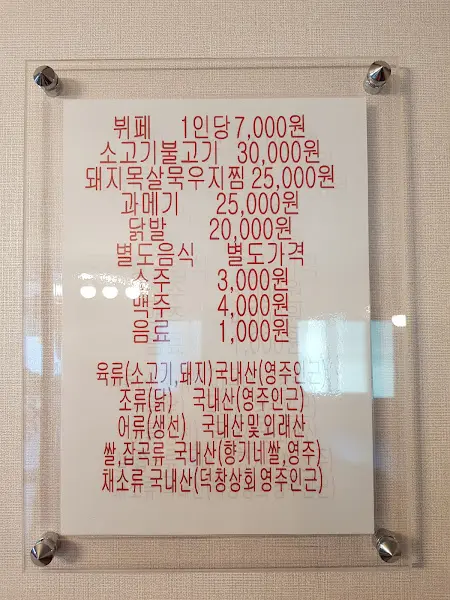 뷔페 1인당 7,000원
소고기불고기 30,000원
돼지목살묵우지찜 25,000원
과메기 25,000원
닭발 20,000원
별도음식 별도가격
소주 3,000원
맥주 4,000원
음료 1,000원
육류(소고기,돼지) 국내산(영주인근)
조류(닭) 국내산(영주인근)
어류(생선) 국내산및외래산
쌀,잡곡류 국내산(향기네쌀,영주)
채소류 국내산(덕창상회영주인근)